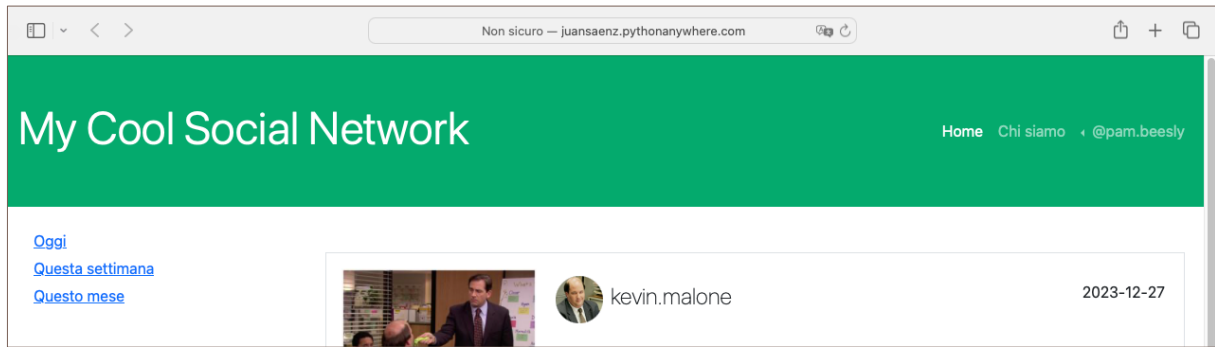 Non sicuro — juansaenz.pythonanywhere.com
My Cool Social Network
Home Chi siamo @pam.beesly
Oggi
Questa settimana
Questo mese
kevin.malone
2023-12-27